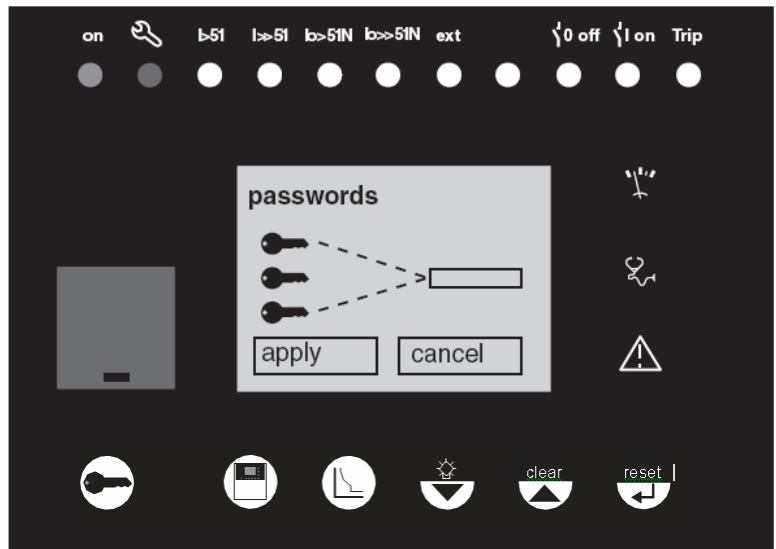 on I>51 I>>51 Io>51N Io>>51N ext 0 off I on Trip
passwords
apply cancel
clear reset